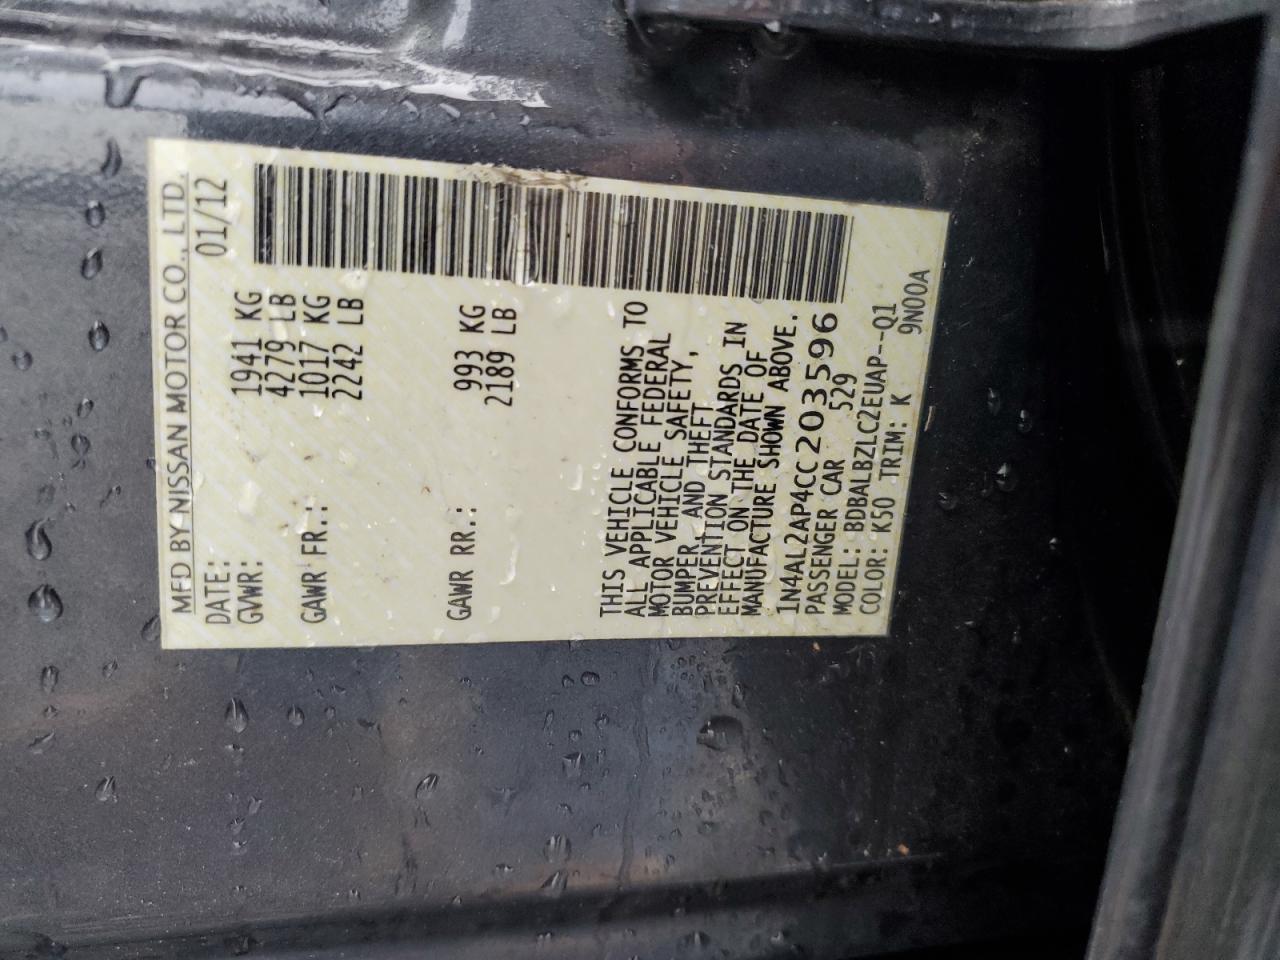 MFD BY NISSAN MOTOR CO., LTD.
DATE: 01/12
GVWR: 1941 KG
4279 LB
GAWR FR.: 1017 KG
2242 LB
GAWR RR.: 993 KG
2189 LB
THIS VEHICLE CONFORMS TO
ALL APPLICABLE FEDERAL
MOTOR VEHICLE SAFETY,
BUMPER, AND THEFT
PREVENTION STANDARDS IN
EFFECT ON THE DATE OF
MANUFACTURE SHOWN ABOVE.
1N4AL2AP4CC203596
PASSENGER CAR 529
MODEL: BDBALBZLC2EUAP--Q1
COLOR: K50 TRIM: K 9N00A